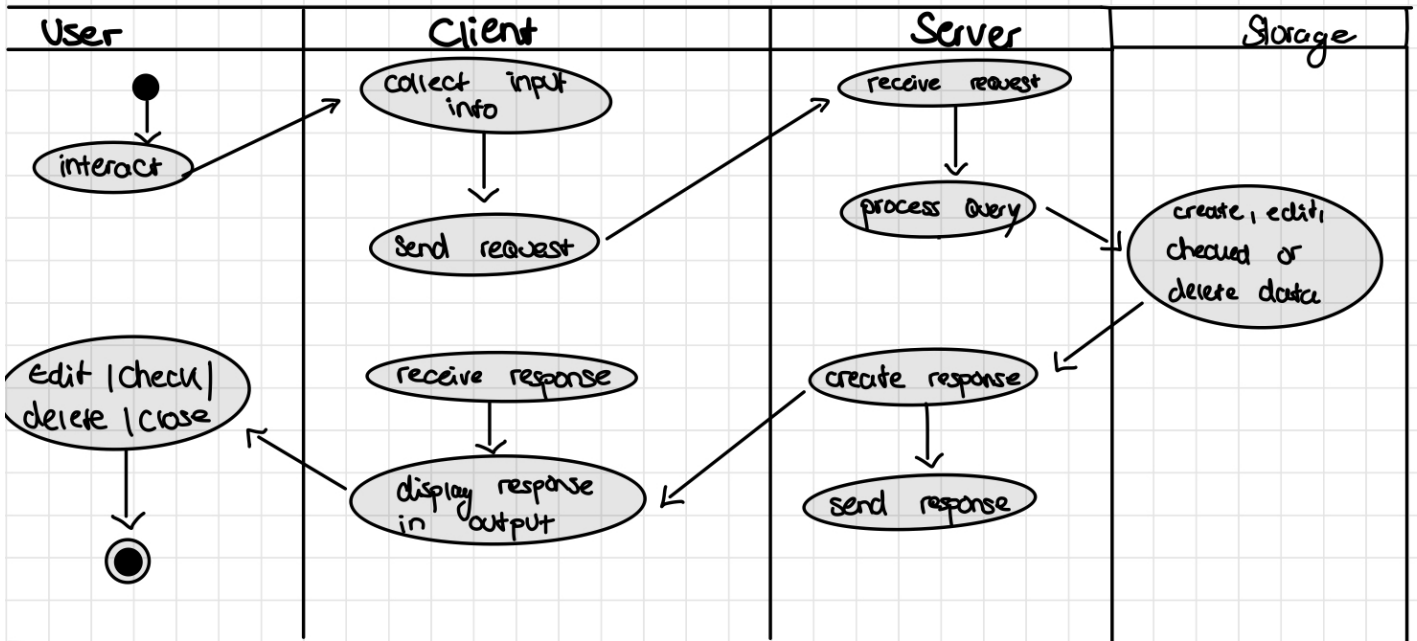 User
Client
Server
Storage
interact
collect input
info
send request
receive request
process Query
create, edit,
checked or
delete data
create response
send response
receive response
display response
in output
Edit | Check |
delete | Close